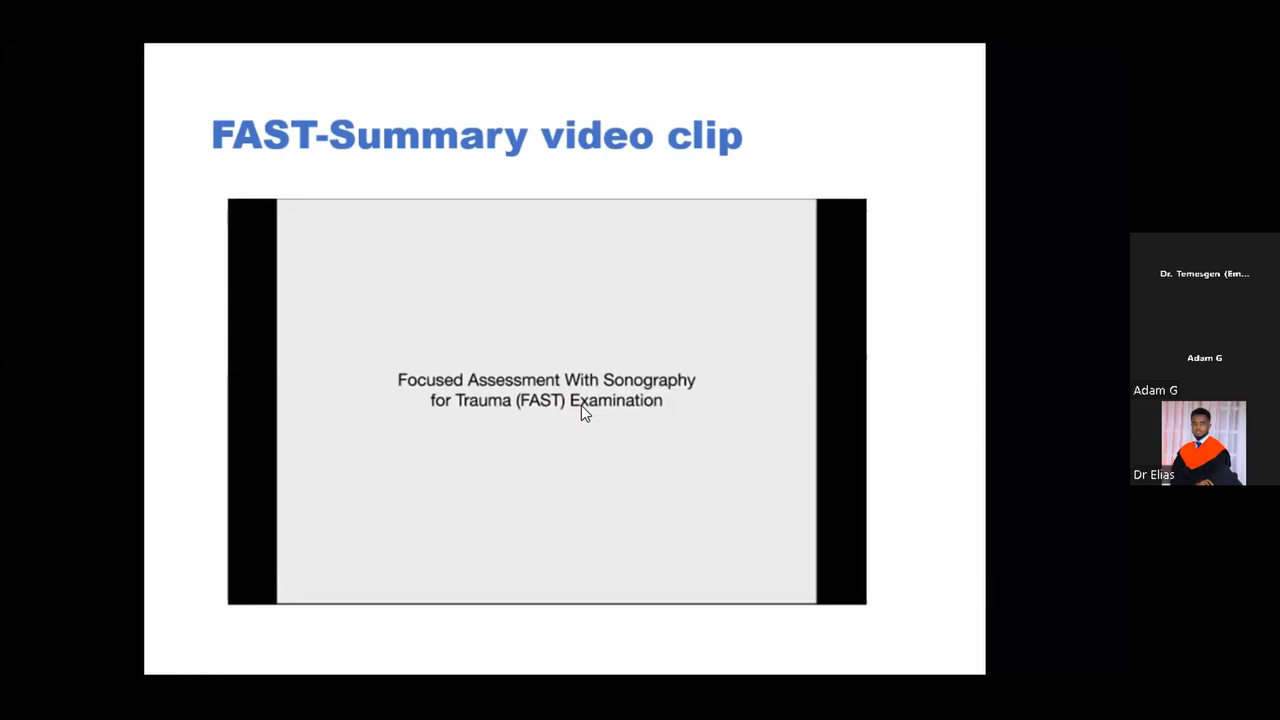 FAST-Summary video clip
Focused Assessment With Sonography
for Trauma (FAST) Examination
Dr. Temesgen (Em...
Adam G
Adam G
Dr Elias